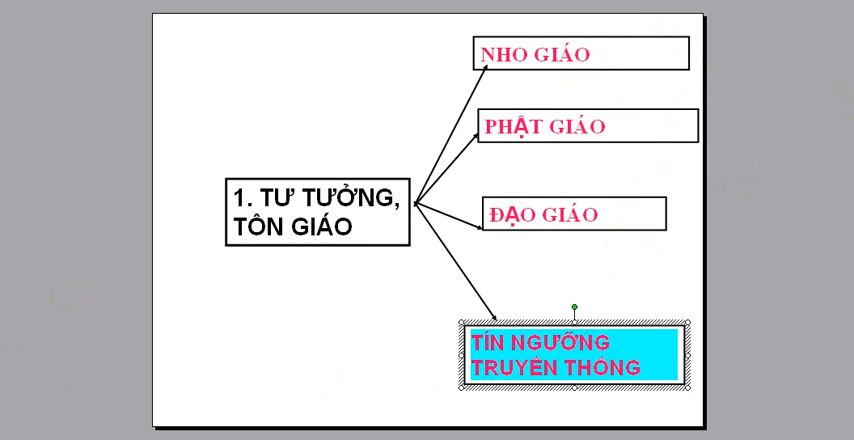 NHO GIÁO
PHẬT GIÁO
1. TƯ TƯỞNG,
TÔN GIÁO
ĐẠO GIÁO
TÍN NGƯỠNG
TRUYỀN THỐNG